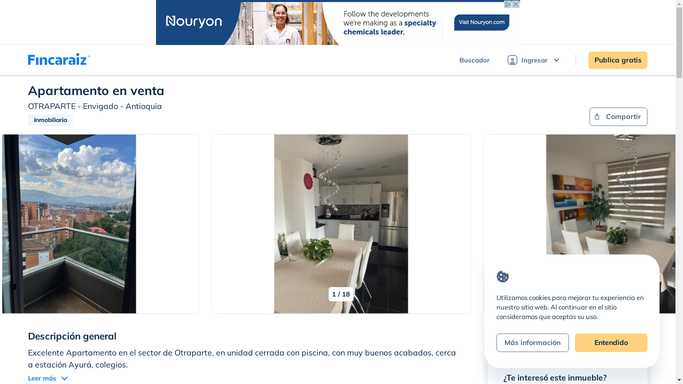 Nouryon
Follow the developments
we're making as a specialty
chemicals leader.
Visit Nouryon.com
Fincaraiz
Buscador
Ingresar
Publica gratis
Apartamento en venta
OTRAPARTE - Envigado - Antioquia
Inmobiliaria
Compartir
1 / 18
Utilizamos cookies para mejorar tu experiencia en
nuestro sitio web. Al continuar en el sitio
consideramos que aceptas su uso.
Más información
Entendido
Descripción general
Excelente Apartamento en el sector de Otraparte, en unidad cerrada con piscina, con muy buenos acabados, cerca
a estación Ayurá, colegios.
Leer más
¿Te interesó este inmueble?